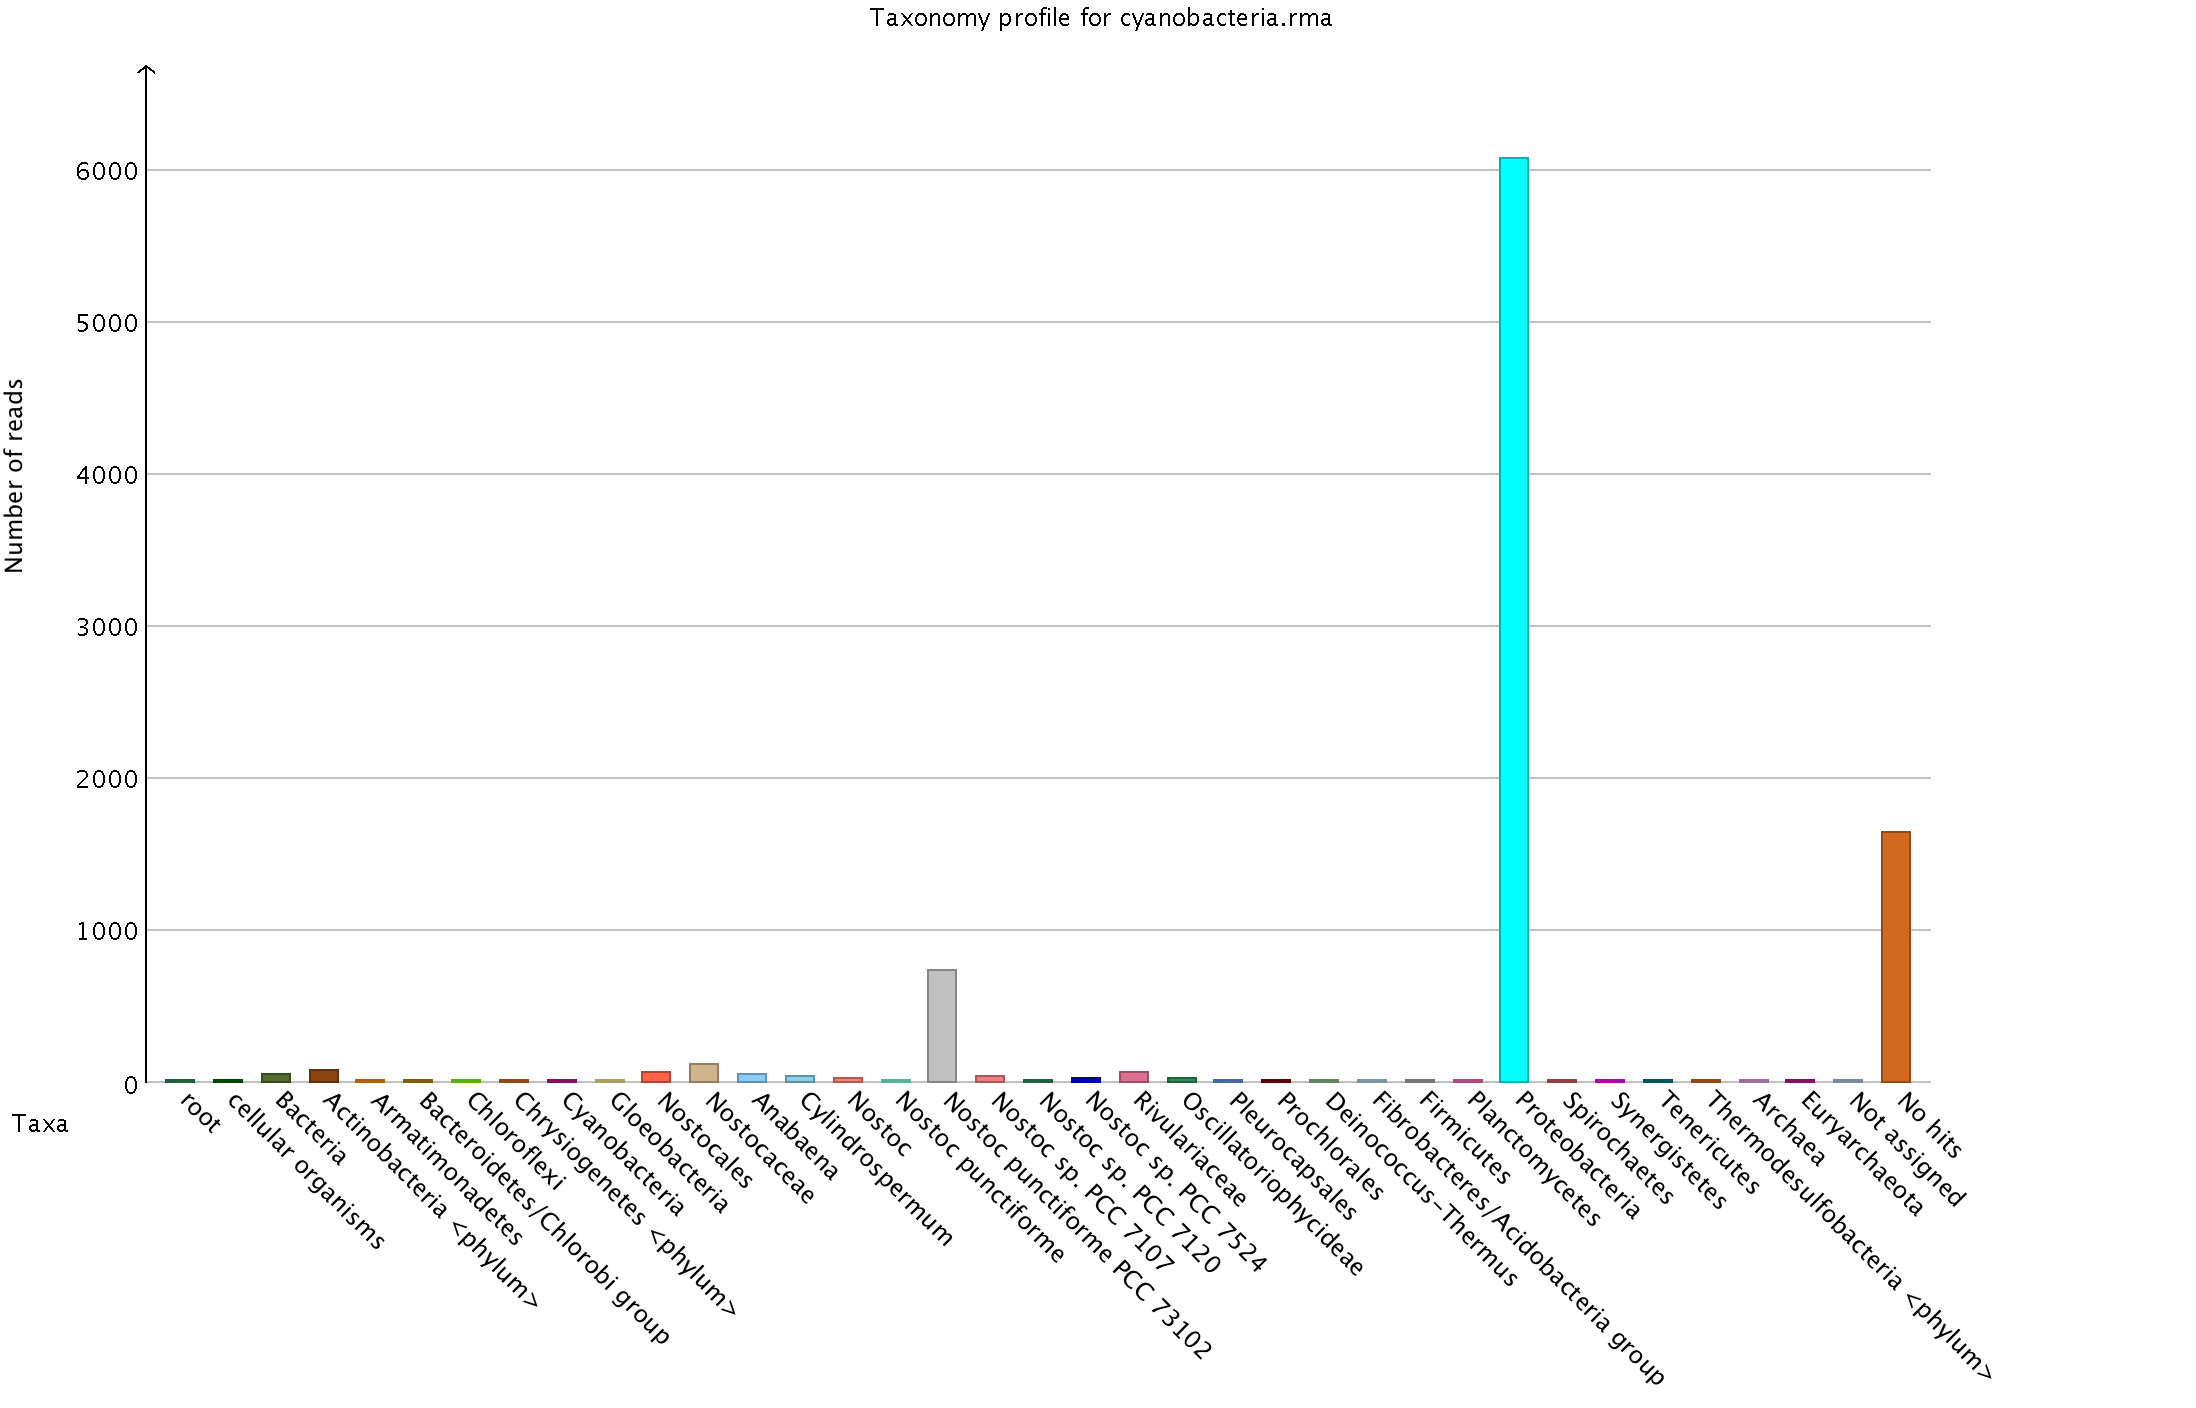 Taxonomy profile for cyanobacteria.rma
Number of reads
6000
5000
4000
3000
2000
1000
0
Taxa
root
cellular organisms
Bacteria
Actinobacteria <phylum>
Armatimonadetes
Bacteroidetes/Chlorobi group
Chloroflexi
Chrysiogenetes <phylum>
Cyanobacteria
Gloeobacteria
Nostocales
Nostocaceae
Anabaena
Cylindrospermum
Nostoc
Nostoc punctiforme
Nostoc punctiforme PCC 73102
Nostoc sp. PCC 7107
Nostoc sp. PCC 7120
Nostoc sp. PCC 7524
Rivulariaceae
Oscillatoriophycideae
Pleurocapsales
Prochlorales
Deinococcus-Thermus
Fibrobacteres/Acidobacteria group
Firmicutes
Planctomycetes
Proteobacteria
Spirochaetes
Synergistetes
Tenericutes
Thermodesulfobacteria <phylum>
Archaea
Euryarchaeota
Not assigned
No hits